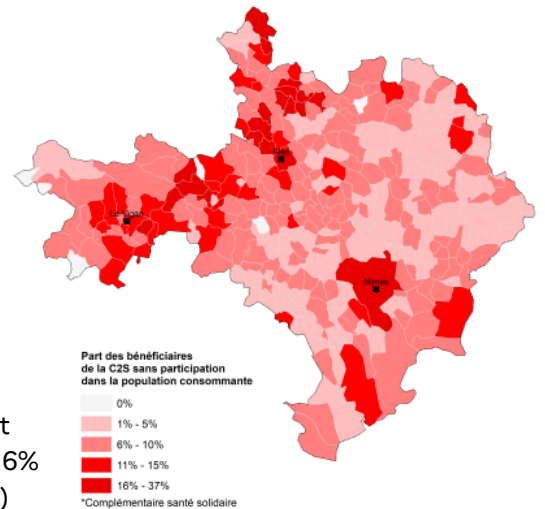 Alès
Le Vigan
Nîmes
Part des bénéficiaires
de la C2S sans participation
dans la population consommante
0%
1% - 5%
6% - 10%
11% - 15%
16% - 37%
*Complémentaire santé solidaire
t
6%
)